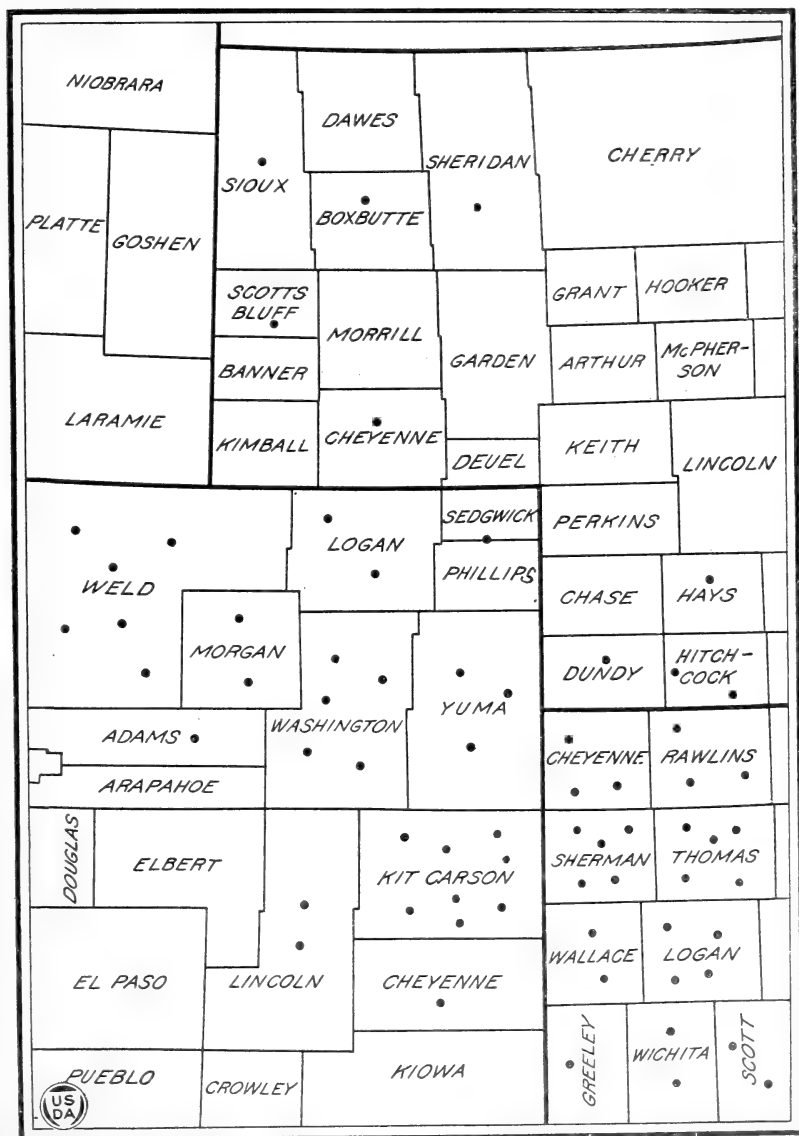 NIOBRARA
DAWES
CHERRY
SHERIDAN
SIOUX
BOXBUTTE
PLATTE
GOSHEN
SCOTTS
BLUFF
GRANT
HOOKER
MORRILL
GARDEN
ARTHUR
McPHER-
SON
BANNER
LARAMIE
KIMBALL
CHEYENNE
DEUEL
KEITH
LINCOLN
SEDGWICK
PERKINS
LOGAN
PHILLIPS
WELD
CHASE
HAYS
MORGAN
DUNDY
HITCH-
COCK
WASHINGTON
YUMA
ADAMS
CHEYENNE
RAWLINS
ARAPAHOE
DOUGLAS
ELBERT
KIT CARSON
SHERMAN
THOMAS
WALLACE
LOGAN
EL PASO
LINCOLN
CHEYENNE
GREELEY
WICHITA
SCOTT
PUEBLO
CROWLEY
KIOWA
US
DA